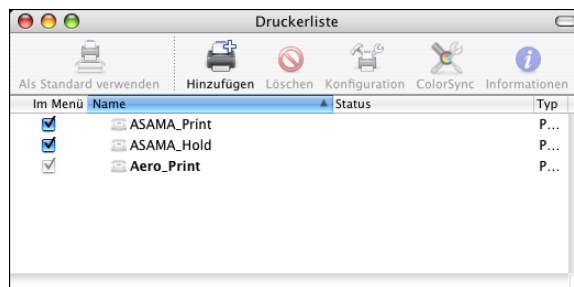 Druckerliste
Als Standard verwenden Hinzufügen Löschen Konfiguration ColorSync Informationen
Im Menü Name Status Typ
ASAMA_Print P...
ASAMA_Hold P...
Aero_Print P...